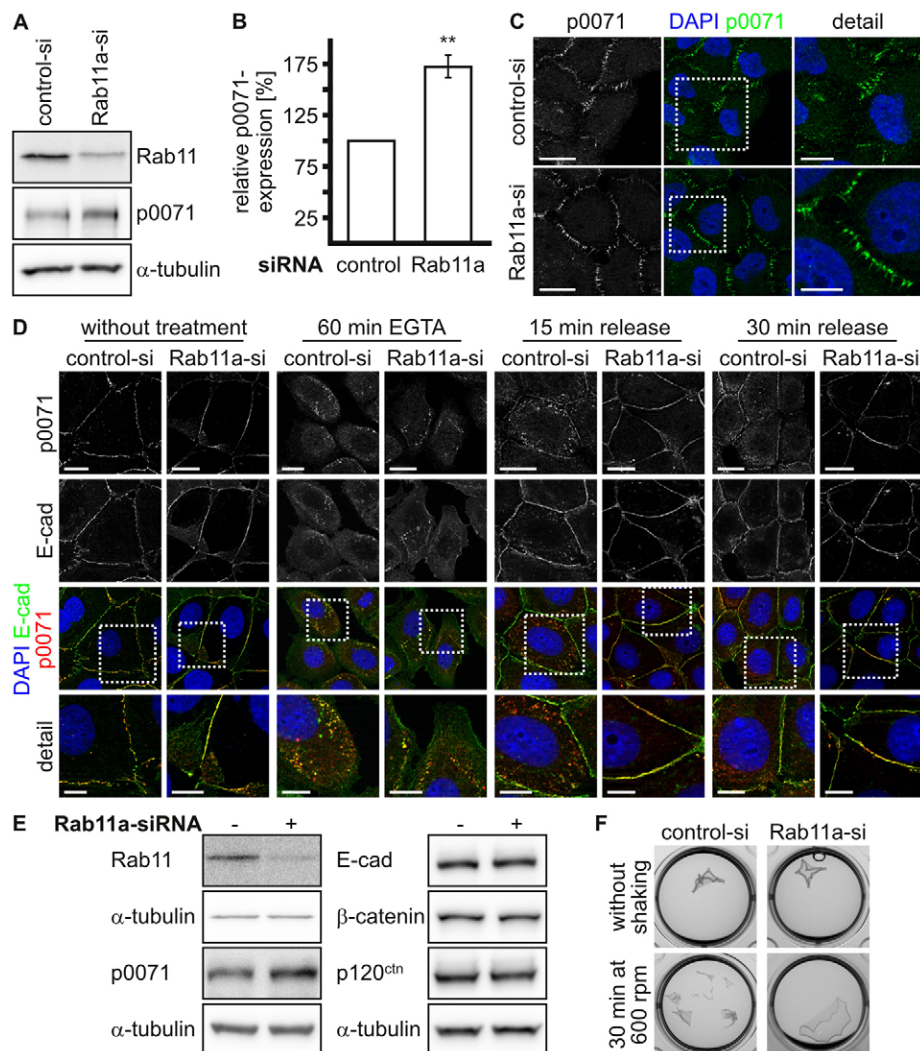 A
control-si
Rab11a-si
Rab11
p0071
α-tubulin
B
relative p0071-
expression [%]
175
125
75
25
**
siRNA control Rab11a
C
p0071 DAPI p0071 detail
control-si
Rab11a-si
D
without treatment 60 min EGTA 15 min release 30 min release
control-si Rab11a-si control-si Rab11a-si control-si Rab11a-si control-si Rab11a-si
p0071
E-cad
DAPI E-cad
p0071
detail
E
Rab11a-siRNA - + - +
Rab11 E-cad
α-tubulin β-catenin
p0071 p120ctn
α-tubulin α-tubulin
F
control-si Rab11a-si
without
shaking
30 min at
600 rpm